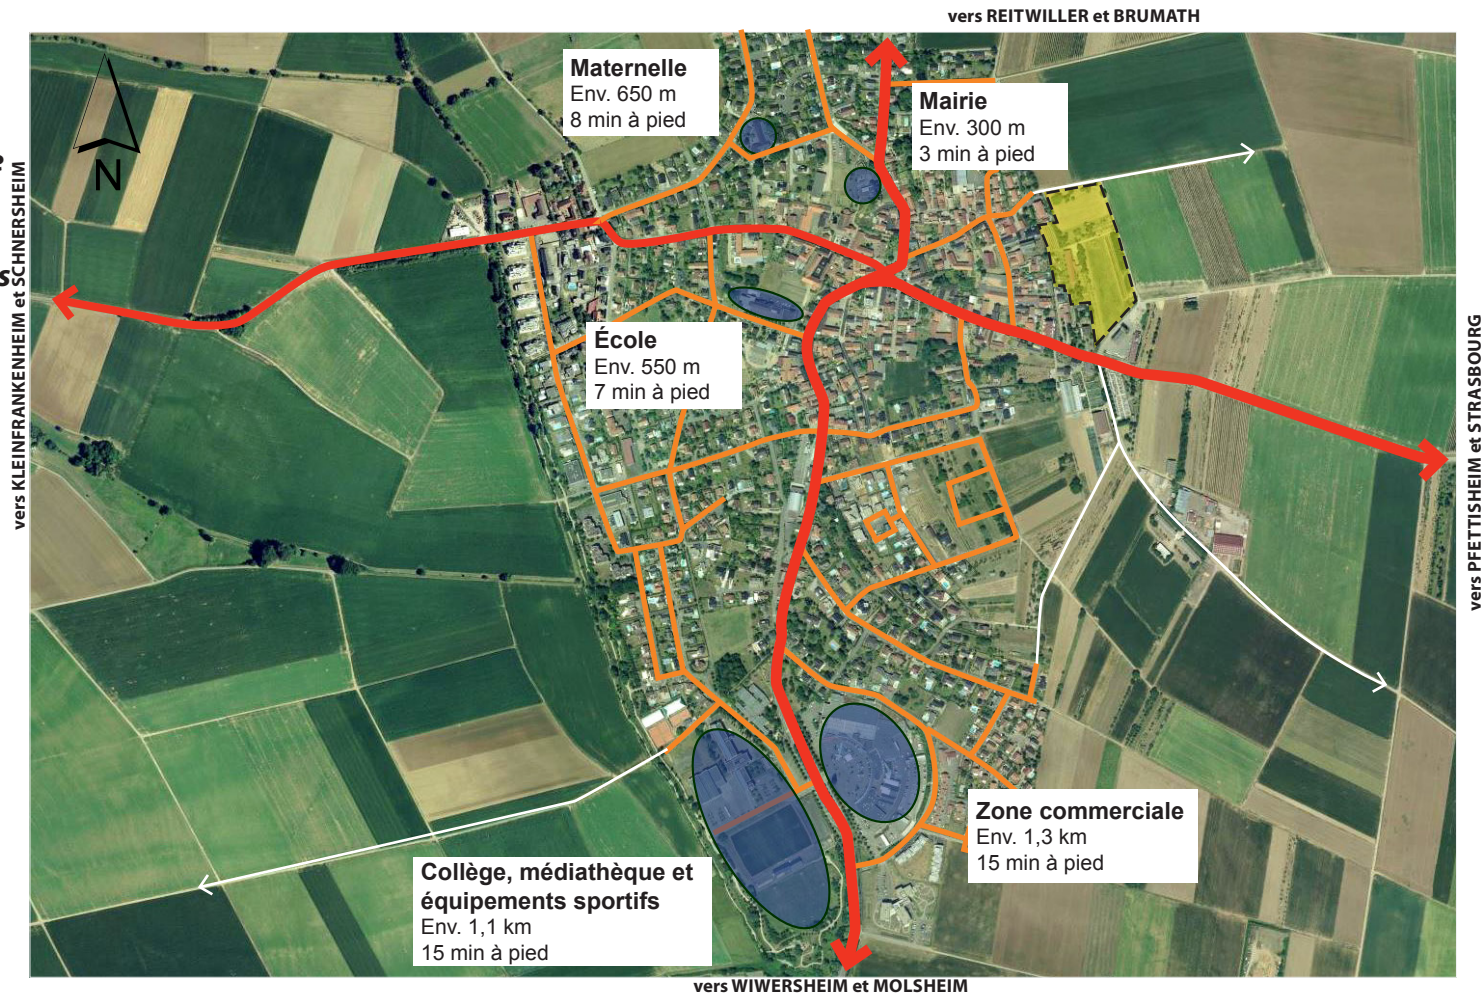 vers REITWILLER et BRUMATH
Maternelle
Env. 650 m
8 min à pied
Mairie
Env. 300 m
3 min à pied
N
vers KLEINFRANKENHEIM et SCHNERSHEIM
s
École
Env. 550 m
7 min à pied
vers PFETTISHEIM et STRASBOURG
Zone commerciale
Env. 1,3 km
15 min à pied
Collège, médiathèque et
équipements sportifs
Env. 1,1 km
15 min à pied
vers WIWERSHEIM et MOLSHEIM